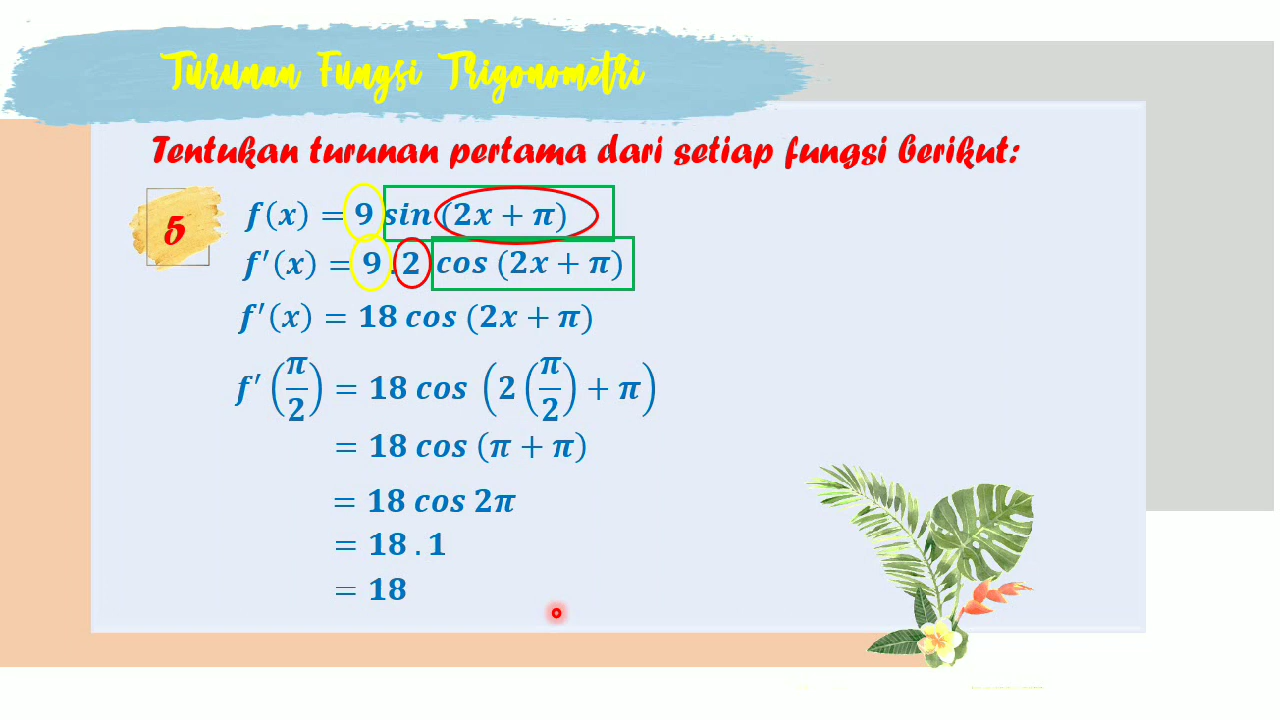 Turunan Fungsi Trigonometri
Tentukan turunan pertama dari setiap fungsi berikut:
5
f(x) = 9 sin (2x + π)
f′(x) = 9 . 2 cos (2x + π)
f′(x) = 18 cos (2x + π)
f′(π/2) = 18 cos (2(π/2) + π)
= 18 cos (π + π)
= 18 cos 2π
= 18 . 1
= 18